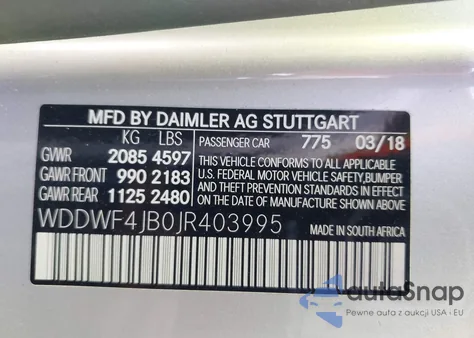 MFD BY DAIMLER AG STUTTGART
KG LBS PASSENGER CAR 775 03/18
GVWR 2085 4597
GAWR FRONT 990 2183
GAWR REAR 1125 2480
THIS VEHICLE CONFORMS TO ALL APPLICABLE
U.S. FEDERAL MOTOR VEHICLE SAFETY,BUMPER
AND THEFT PREVENTION STANDARDS IN EFFECT
ON THE DATE OF MANUFACTURE SHOWN ABOVE.
WDDWF4JB0JR403995
MADE IN SOUTH AFRICA
autoSnap
Pewne auta z aukcji USA - EU